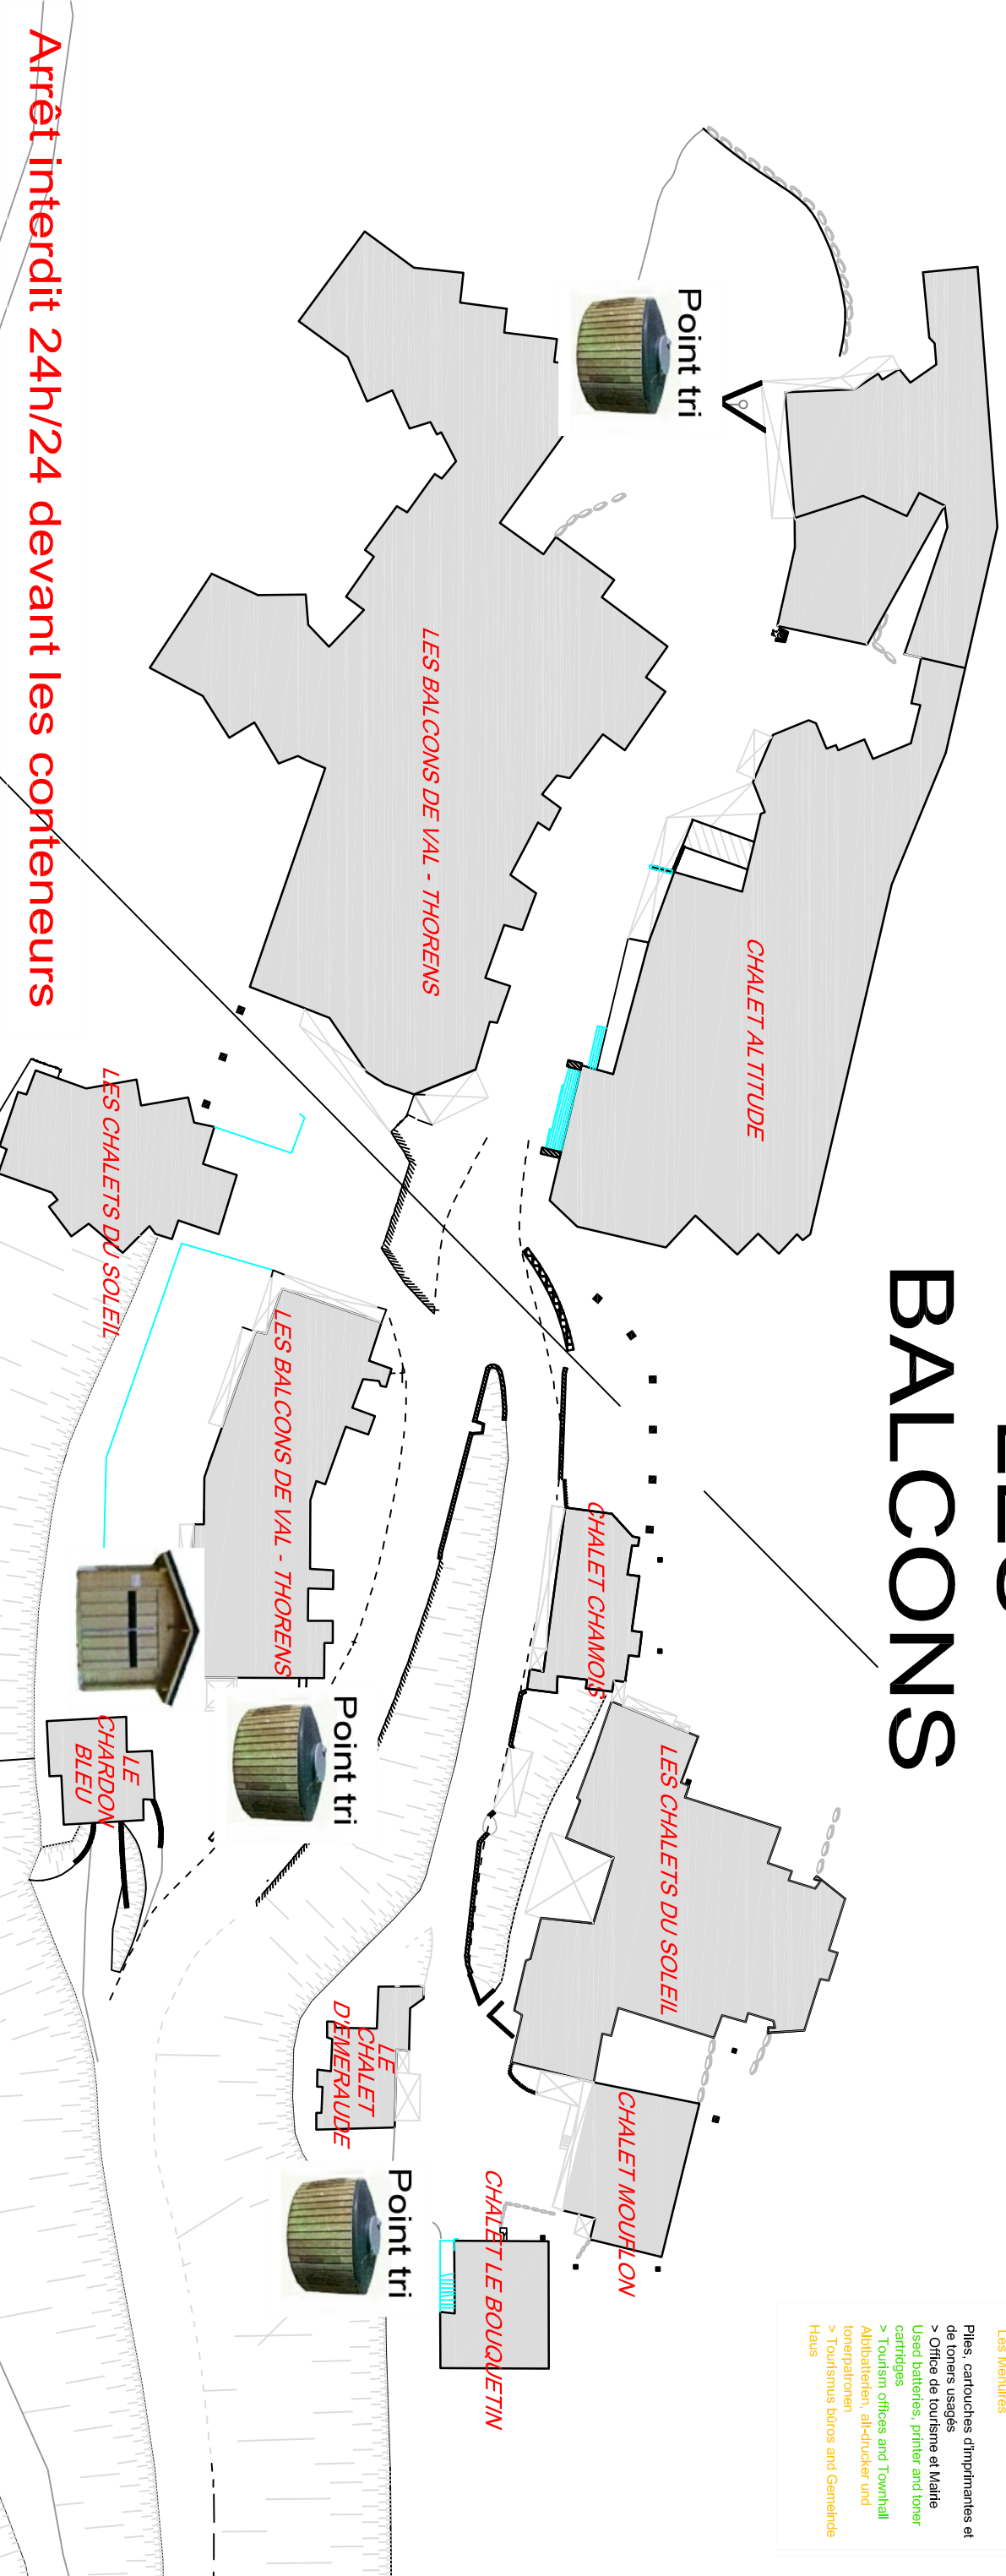 BALCONS
Point tri
LES BALCONS DE VAL - THORENS
CHALET ALTITUDE
LES CHALETS DU SOLEIL
LES BALCONS DE VAL - THORENS
CHALET CHAMOIS
LES CHALETS DU SOLEIL
Point tri
LE
CHARDON
BLEU
LE
CHALET
D'EMERAUDE
CHALET MOUFLON
Point tri
CHALET LE BOUQUETIN
Les Menuires
Piles, cartouches d'imprimantes et
de toners usagés
> Office de tourisme et Mairie
Used batteries, printer and toner
cartridges
> Tourism offices and Townhall
Altbatterien, alt-drucker und
tonerpatronen
> Tourismus büros and Gemeinde
Haus
Arrêt interdit 24h/24 devant les conteneurs